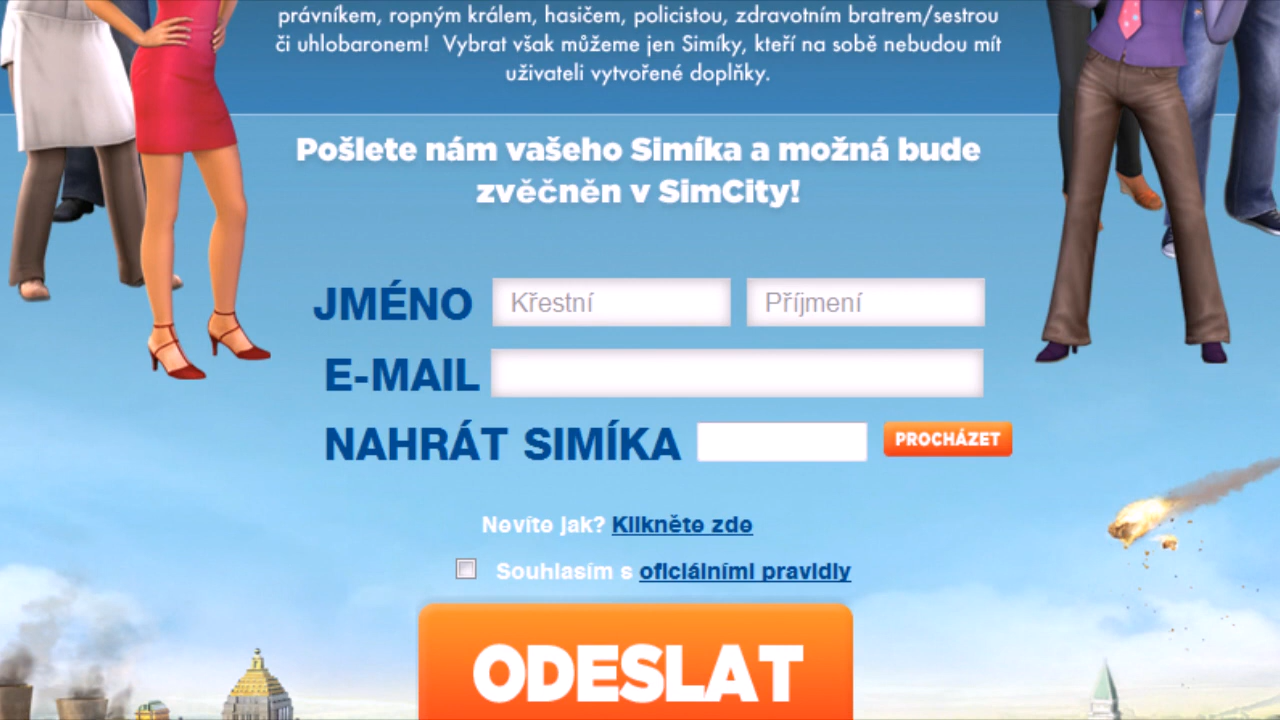 právníkem, ropným králem, hasičem, policistou, zdravotním bratrem/sestrou
či uhlobaronem! Vybrat však můžeme jen Simíky, kteří na sobě nebudou mít
uživateli vytvořené doplňky.
Pošlete nám vašeho Simíka a možná bude
zvěčněn v SimCity!
JMÉNO Křestní Příjmení
E-MAIL
NAHRÁT SIMÍKA PROCHÁZET
Nevíte jak? Klikněte zde
Souhlasím s oficiálními pravidly
ODESLAT